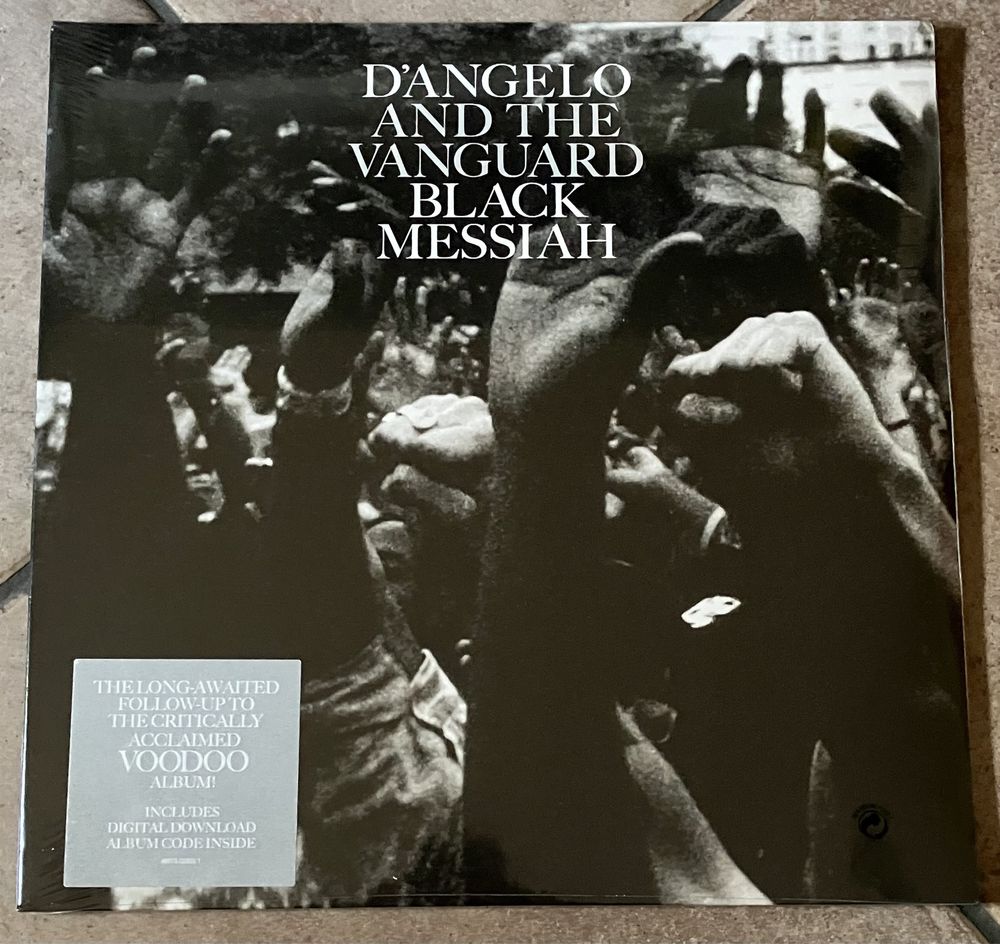 D'ANGELO
AND THE
VANGUARD
BLACK
MESSIAH
THE LONG-AWAITED
FOLLOW-UP TO
THE CRITICALLY
ACCLAIMED
VOODOO
ALBUM!
INCLUDES
DIGITAL DOWNLOAD
ALBUM CODE INSIDE